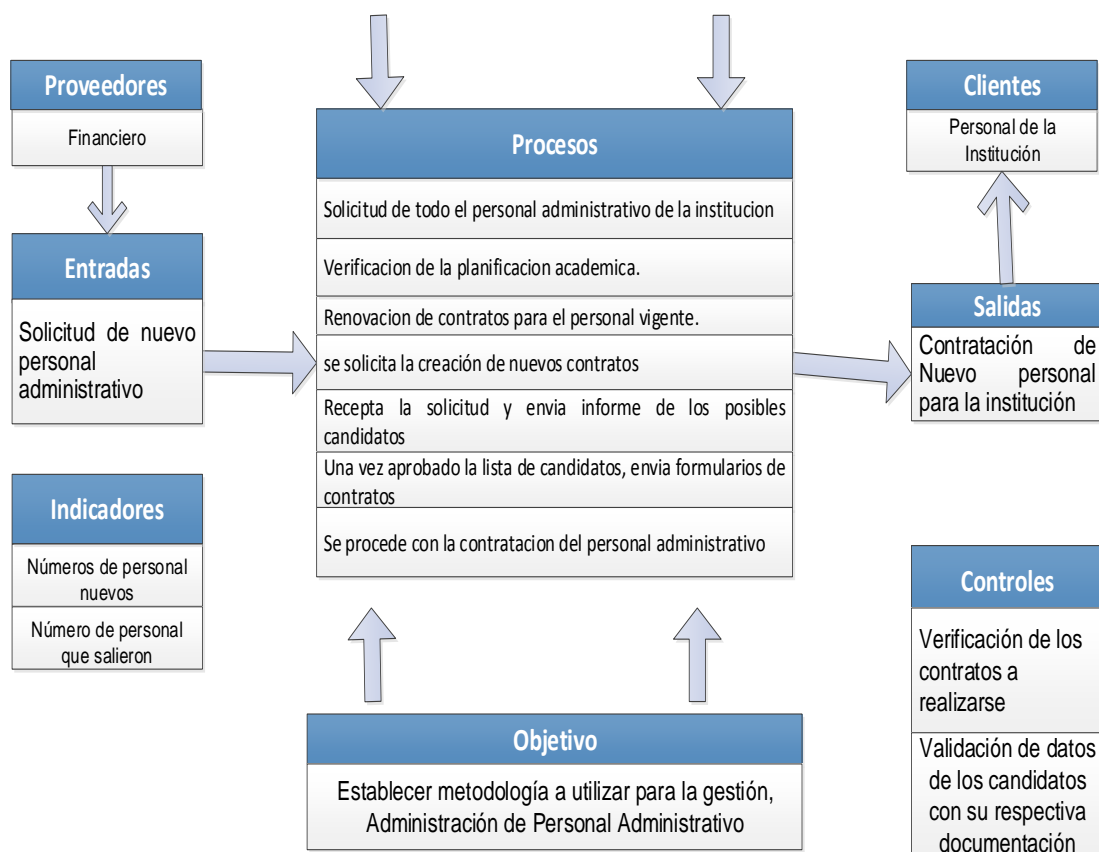 Proveedores
Financiero
Entradas
Solicitud de nuevo
personal
administrativo
Indicadores
Números de personal
nuevos
Número de personal
que salieron
Procesos
Solicitud de todo el personal administrativo de la institucion
Verificacion de la planificacion academica.
Renovacion de contratos para el personal vigente.
se solicita la creación de nuevos contratos
Recepta la solicitud y envia informe de los posibles
candidatos
Una vez aprobado la lista de candidatos, envia formularios de
contratos
Se procede con la contratacion del personal administrativo
Objetivo
Establecer metodología a utilizar para la gestión,
Administración de Personal Administrativo
Clientes
Personal de la
Institución
Salidas
Contratación de
Nuevo personal
para la institución
Controles
Verificación de los
contratos a
realizarse
Validación de datos
de los candidatos
con su respectiva
documentación